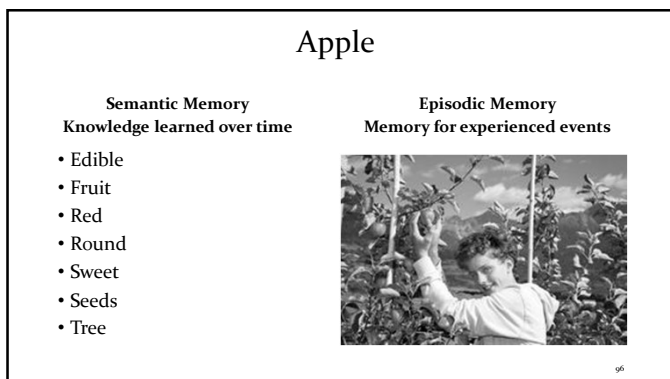 Apple
Semantic Memory
Knowledge learned over time
• Edible
• Fruit
• Red
• Round
• Sweet
• Seeds
• Tree
Episodic Memory
Memory for experienced events
96